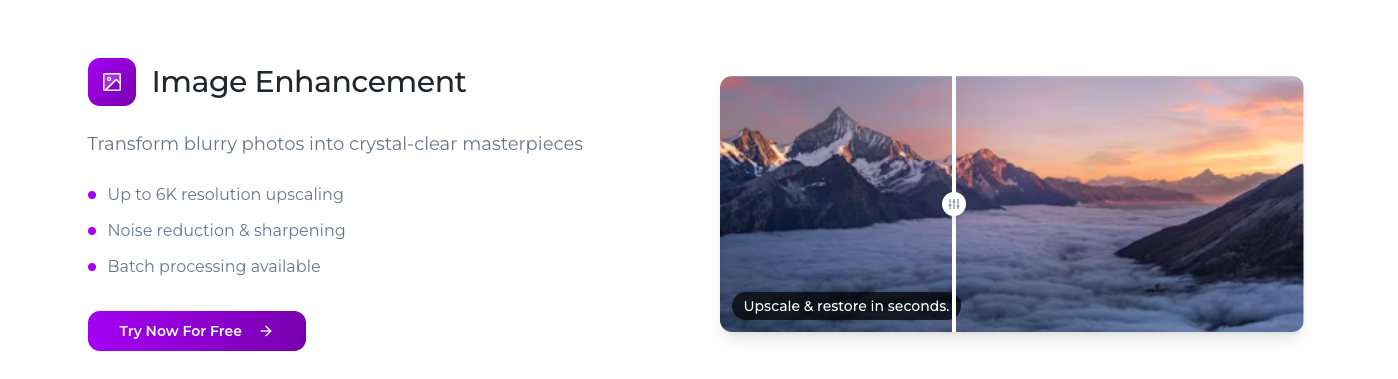 Image Enhancement
Transform blurry photos into crystal-clear masterpieces
Up to 6K resolution upscaling
Noise reduction & sharpening
Batch processing available
Try Now For Free
Upscale & restore in seconds.